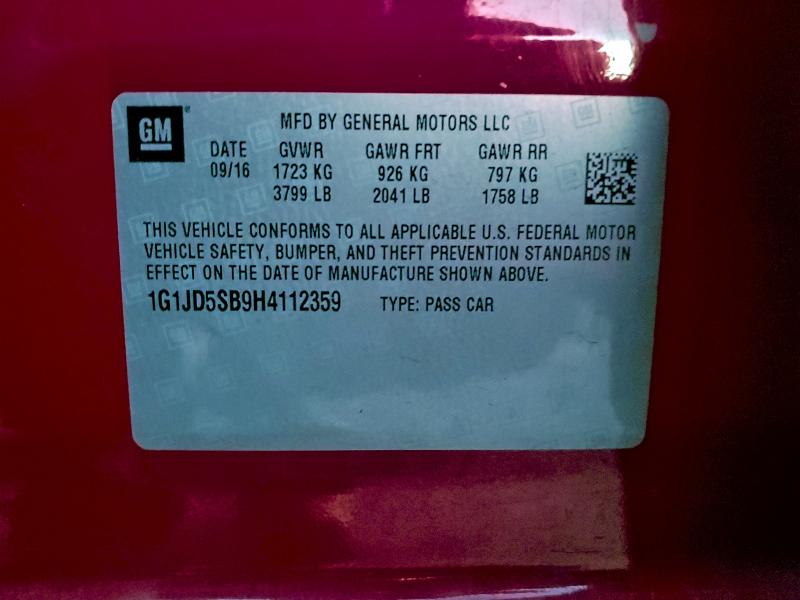 GM
MFD BY GENERAL MOTORS LLC
DATE GVWR GAWR FRT GAWR RR
09/16 1723 KG 926 KG 797 KG
3799 LB 2041 LB 1758 LB
THIS VEHICLE CONFORMS TO ALL APPLICABLE U.S. FEDERAL MOTOR
VEHICLE SAFETY, BUMPER, AND THEFT PREVENTION STANDARDS IN
EFFECT ON THE DATE OF MANUFACTURE SHOWN ABOVE.
1G1JD5SB9H4112359 TYPE: PASS CAR